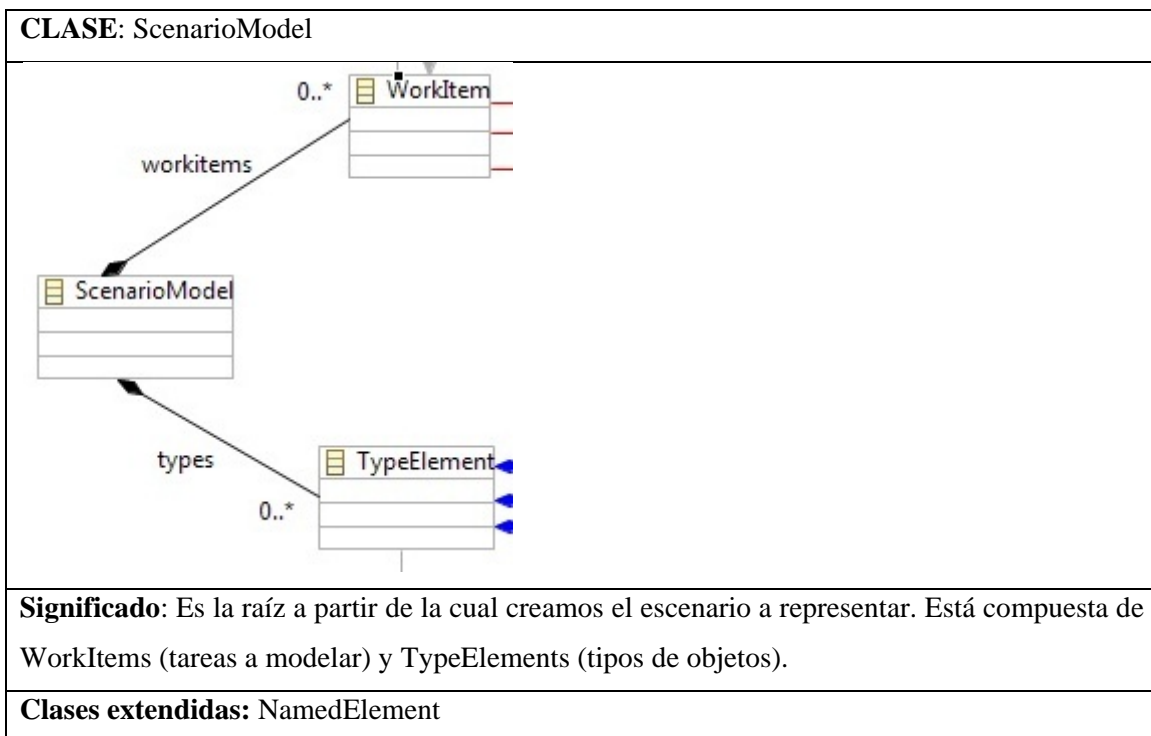 CLASE: ScenarioModel
0..* WorkItem
workitems
ScenarioModel
types
TypeElement
0..*
Significado: Es la raíz a partir de la cual creamos el escenario a representar. Está compuesta de
WorkItems (tareas a modelar) y TypeElements (tipos de objetos).
Clases extendidas: NamedElement